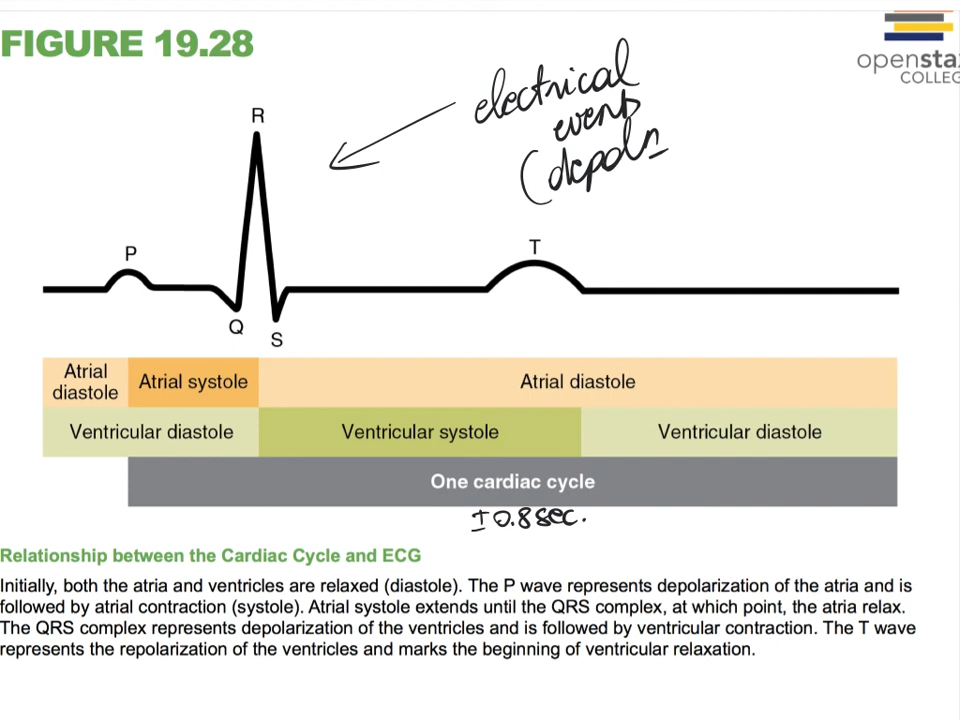 FIGURE 19.28
opensta
COLLEG
electrical
events
(depoln
R
P
T
Q
S
Atrial
diastole
Atrial systole
Atrial diastole
Ventricular diastole
Ventricular systole
Ventricular diastole
One cardiac cycle
±0.8sec.
Relationship between the Cardiac Cycle and ECG
Initially, both the atria and ventricles are relaxed (diastole). The P wave represents depolarization of the atria and is
followed by atrial contraction (systole). Atrial systole extends until the QRS complex, at which point, the atria relax.
The QRS complex represents depolarization of the ventricles and is followed by ventricular contraction. The T wave
represents the repolarization of the ventricles and marks the beginning of ventricular relaxation.